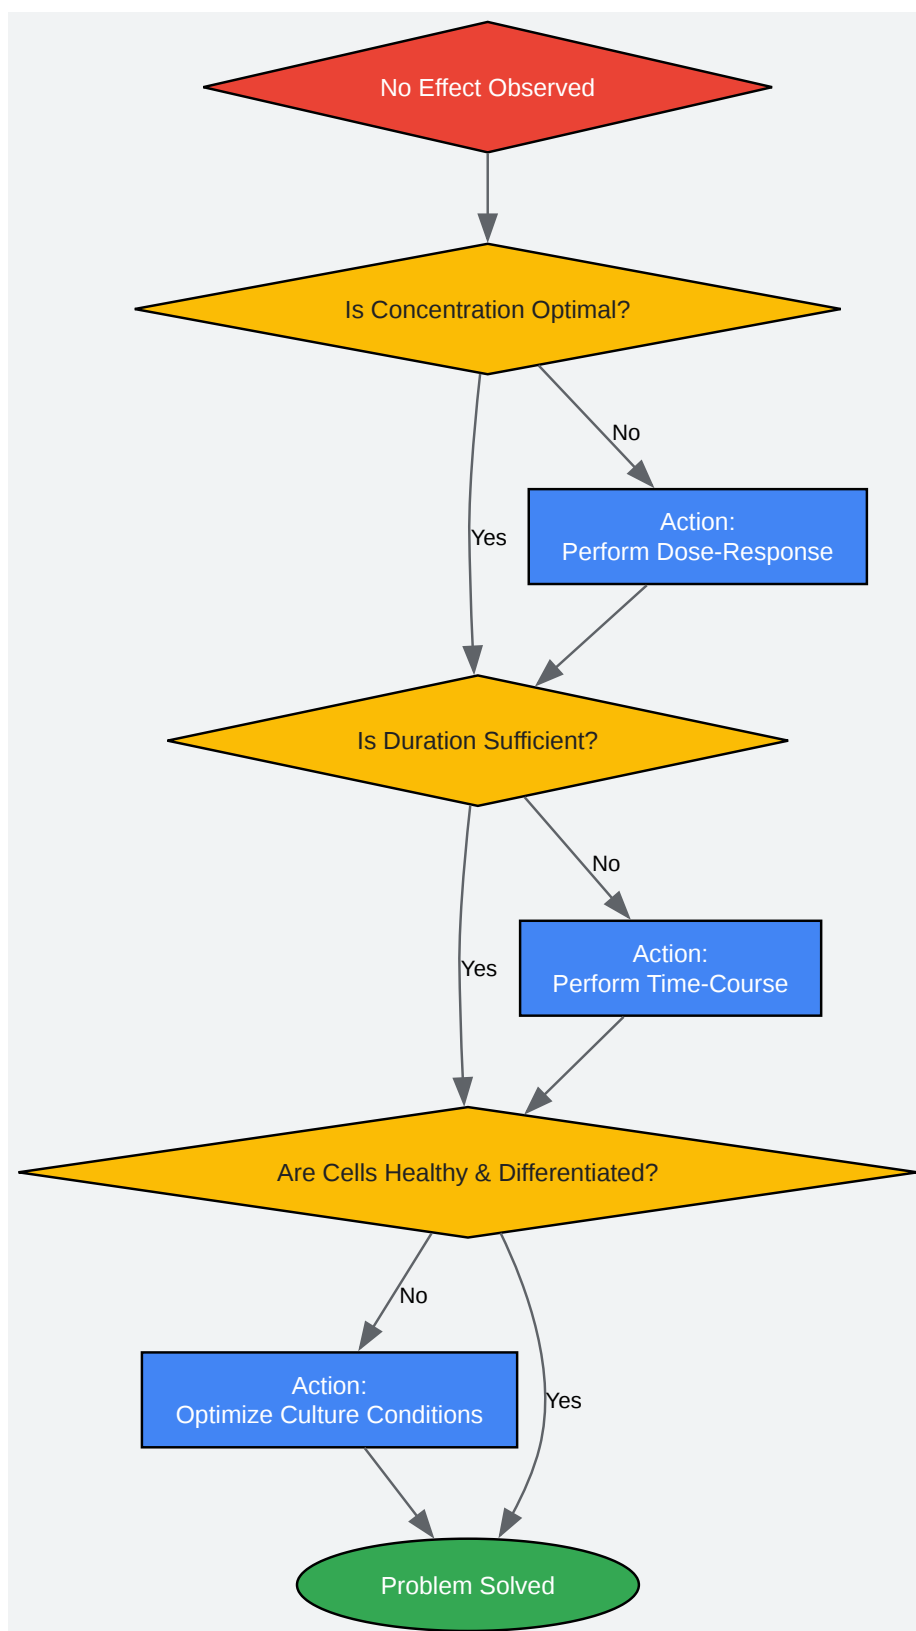 No Effect Observed
Is Concentration Optimal?
No
Action:
Perform Dose-Response
Yes
Is Duration Sufficient?
No
Action:
Perform Time-Course
Yes
Are Cells Healthy & Differentiated?
No
Action:
Optimize Culture Conditions
Yes
Problem Solved